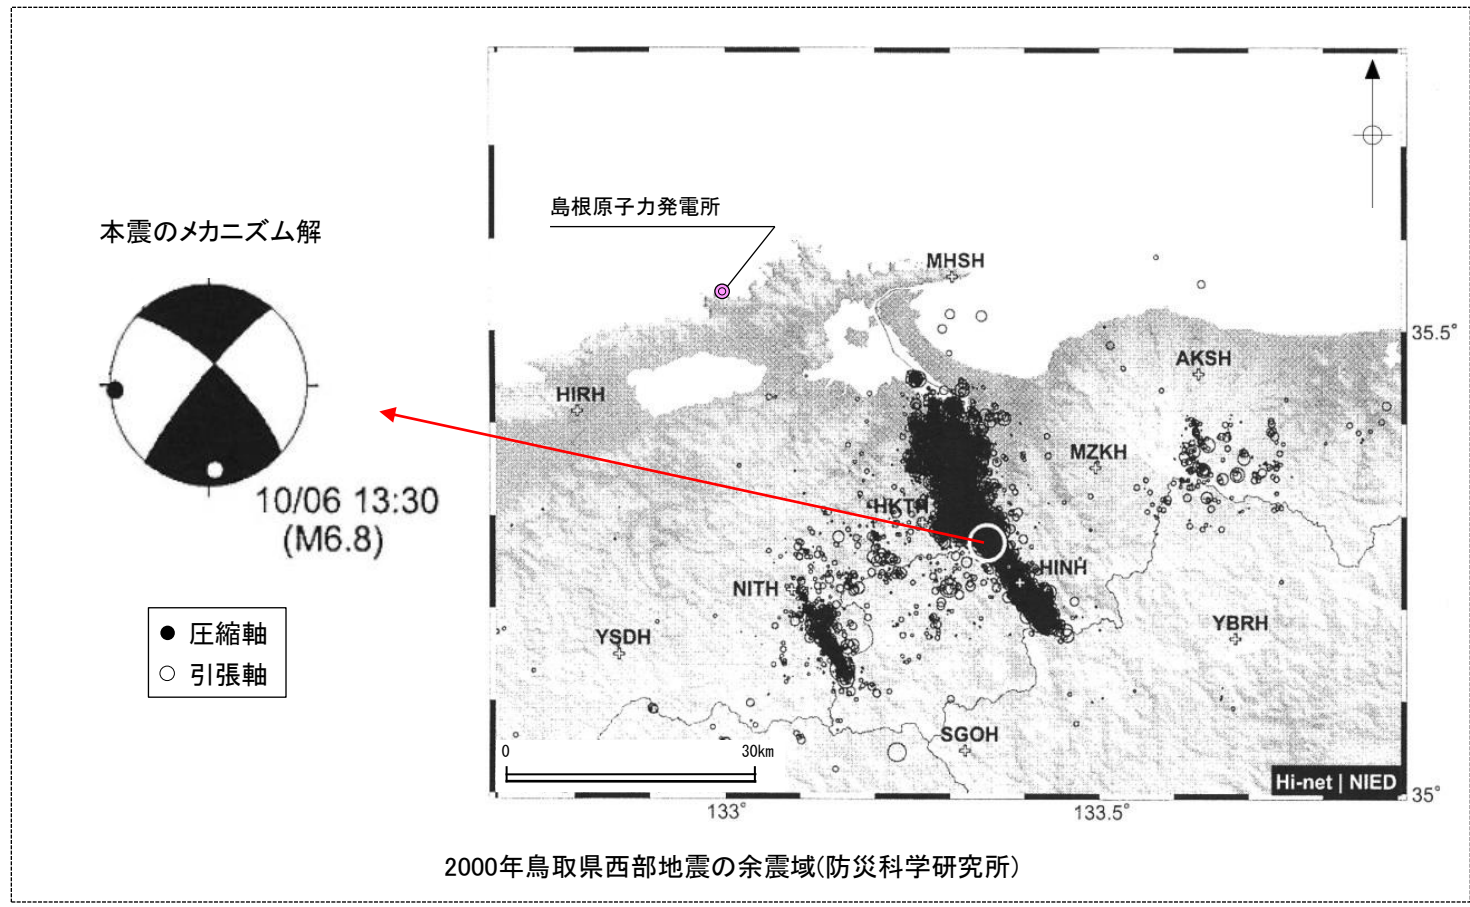 島根原子力発電所
本震のメカニズム解
MHSH
35.5°
AKSH
HIRH
MZKH
HKTH
10/06 13:30
(M6.8)
HINH
NITH
YSDH
YBRH
圧縮軸
引張軸
SGOH
0 30km
Hi-net | NIED
35°
133°
133.5°
2000年鳥取県西部地震の余震域(防災科学研究所)